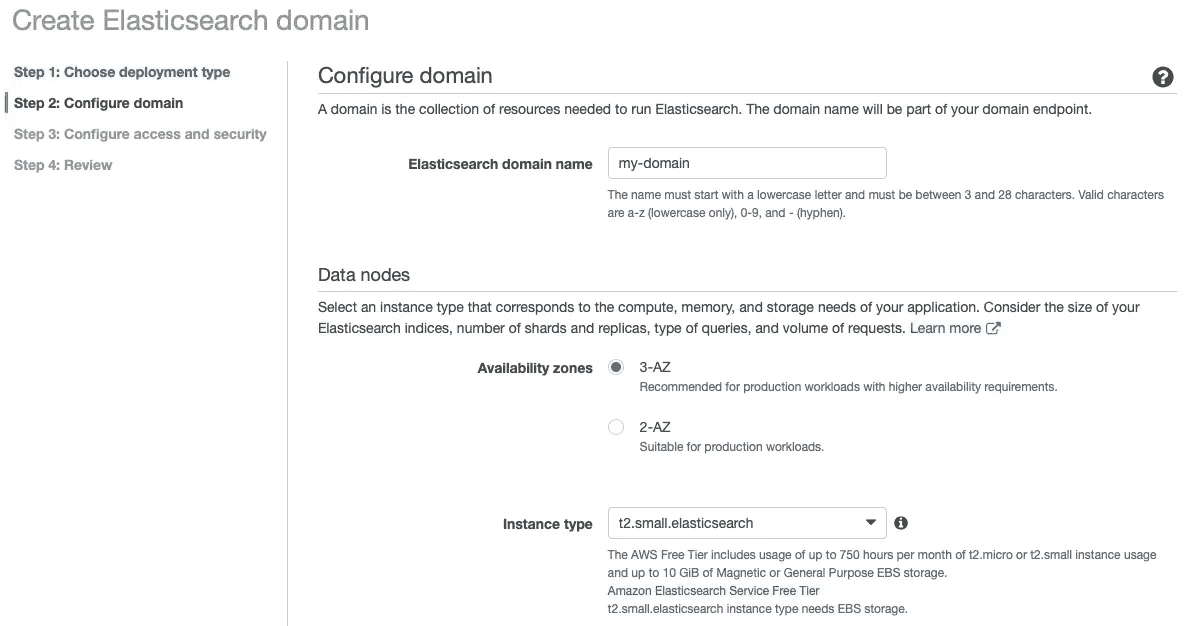 Create Elasticsearch domain
Step 1: Choose deployment type
Step 2: Configure domain
Step 3: Configure access and security
Step 4: Review
Configure domain
A domain is the collection of resources needed to run Elasticsearch. The domain name will be part of your domain endpoint.
Elasticsearch domain name
my-domain
The name must start with a lowercase letter and must be between 3 and 28 characters. Valid characters
are a-z (lowercase only), 0-9, and - (hyphen).
Data nodes
Select an instance type that corresponds to the compute, memory, and storage needs of your application. Consider the size of your
Elasticsearch indices, number of shards and replicas, type of queries, and volume of requests. Learn more
Availability zones
3-AZ
Recommended for production workloads with higher availability requirements.
2-AZ
Suitable for production workloads.
Instance type
t2.small.elasticsearch
The AWS Free Tier includes usage of up to 750 hours per month of t2.micro or t2.small instance usage
and up to 10 GiB of Magnetic or General Purpose EBS storage.
Amazon Elasticsearch Service Free Tier
t2.small.elasticsearch instance type needs EBS storage.